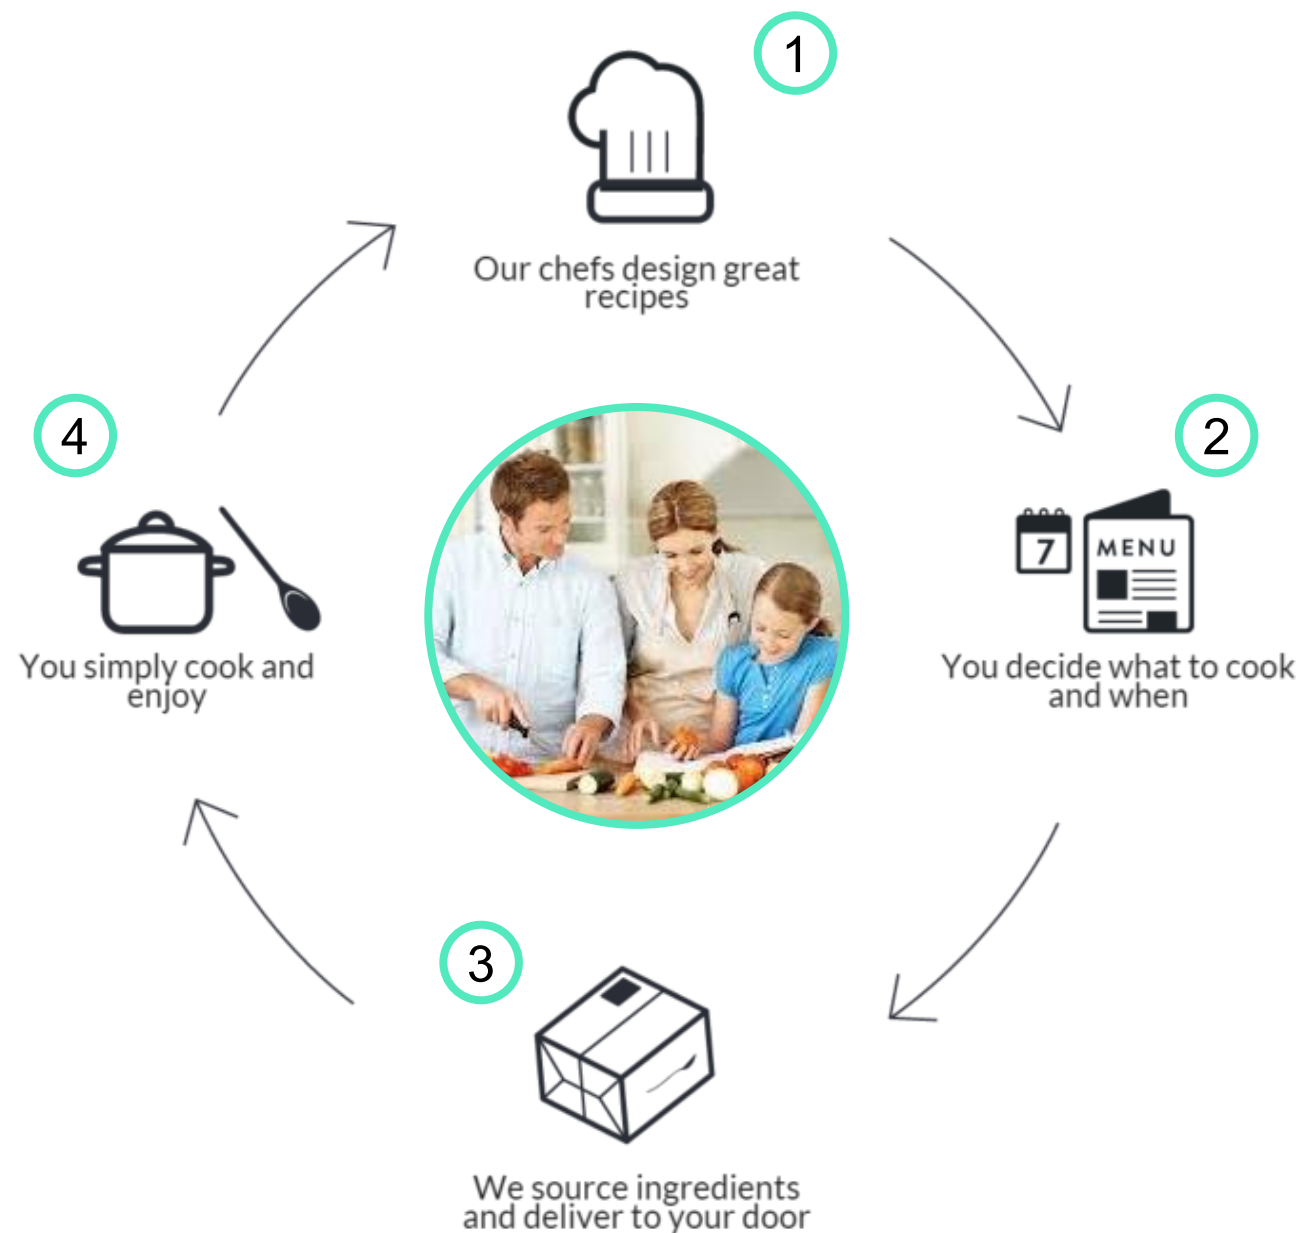 1
Our chefs design great
recipes
2
7
MENU
You decide what to cook
and when
3
We source ingredients
and deliver to your door
4
You simply cook and
enjoy